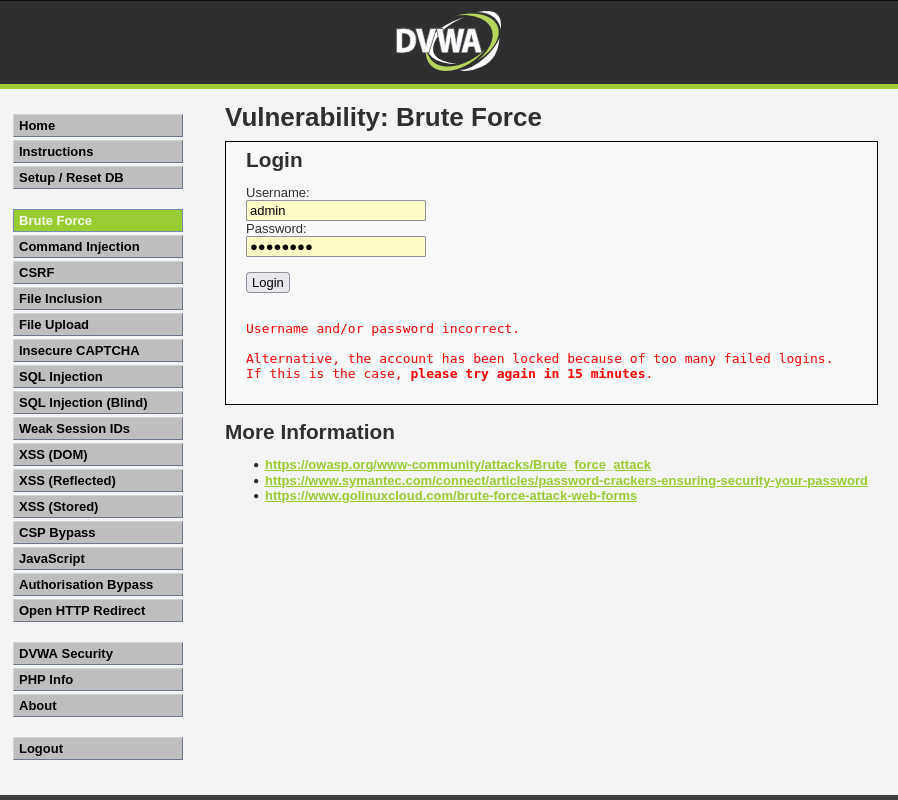 DVWA
Home
Instructions
Setup / Reset DB
Brute Force
Command Injection
CSRF
File Inclusion
File Upload
Insecure CAPTCHA
SQL Injection
SQL Injection (Blind)
Weak Session IDs
XSS (DOM)
XSS (Reflected)
XSS (Stored)
CSP Bypass
JavaScript
Authorisation Bypass
Open HTTP Redirect
DVWA Security
PHP Info
About
Logout
Vulnerability: Brute Force
Login
Username:
admin
Password:
●●●●●●●●
Login
Username and/or password incorrect.
Alternative, the account has been locked because of too many failed logins.
If this is the case, please try again in 15 minutes.
More Information
• https://owasp.org/www-community/attacks/Brute_force_attack
• https://www.symantec.com/connect/articles/password-crackers-ensuring-security-your-password
• https://www.golinuxcloud.com/brute-force-attack-web-forms